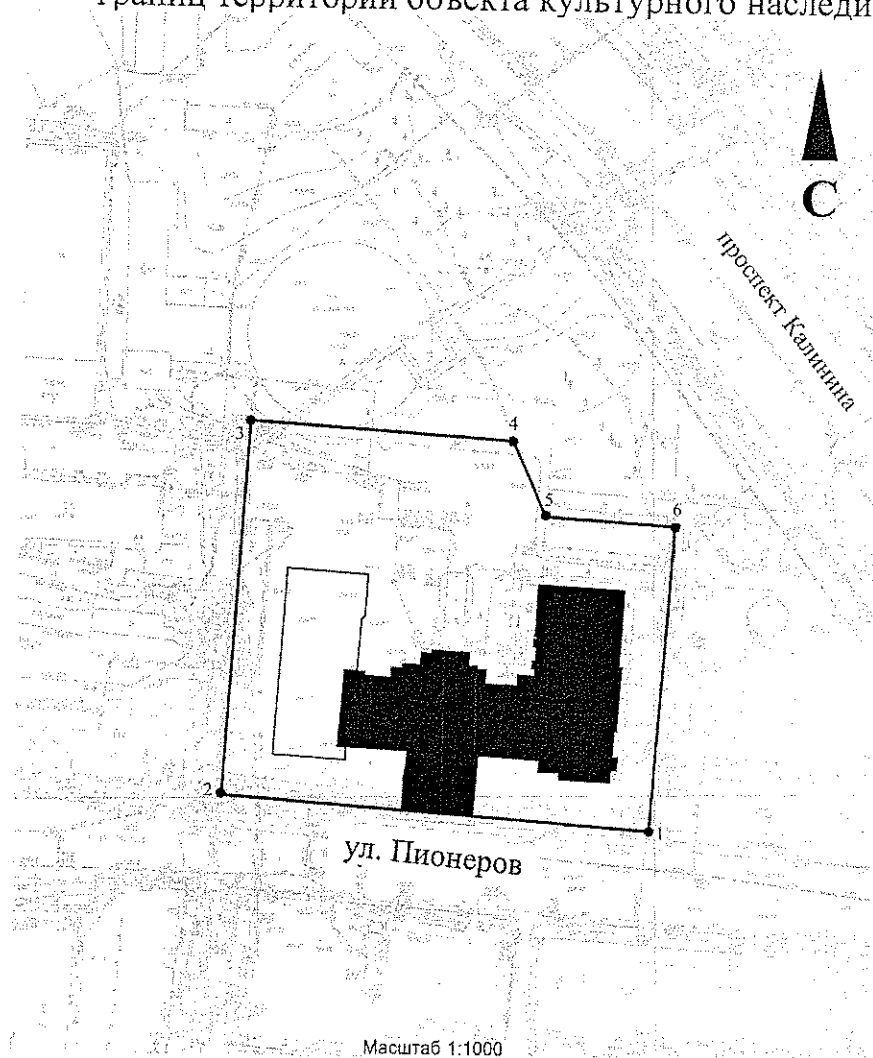 границ территории объекта культурного наследи
С
проспект Калинина
3
4
5
6
2
1
ул. Пионеров
Масштаб 1:1000